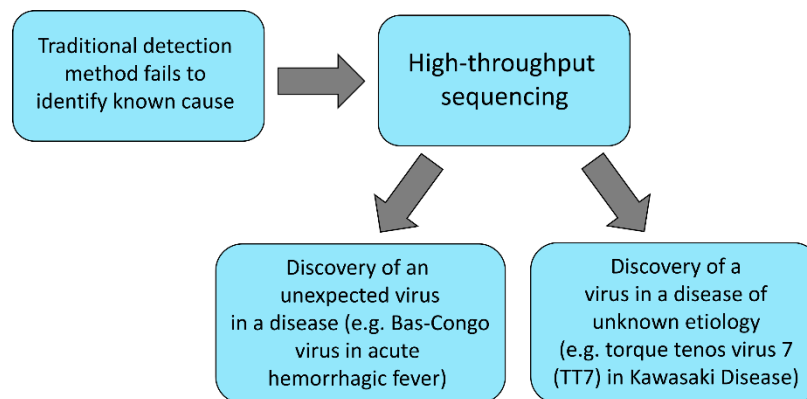 Traditional detection
method fails to
identify known cause
High-throughput
sequencing
Discovery of an
unexpected virus
in a disease (e.g. Bas-Congo
virus in acute
hemorrhagic fever)
Discovery of a
virus in a disease of
unknown etiology
(e.g. torque tenos virus 7
(TT7) in Kawasaki Disease)